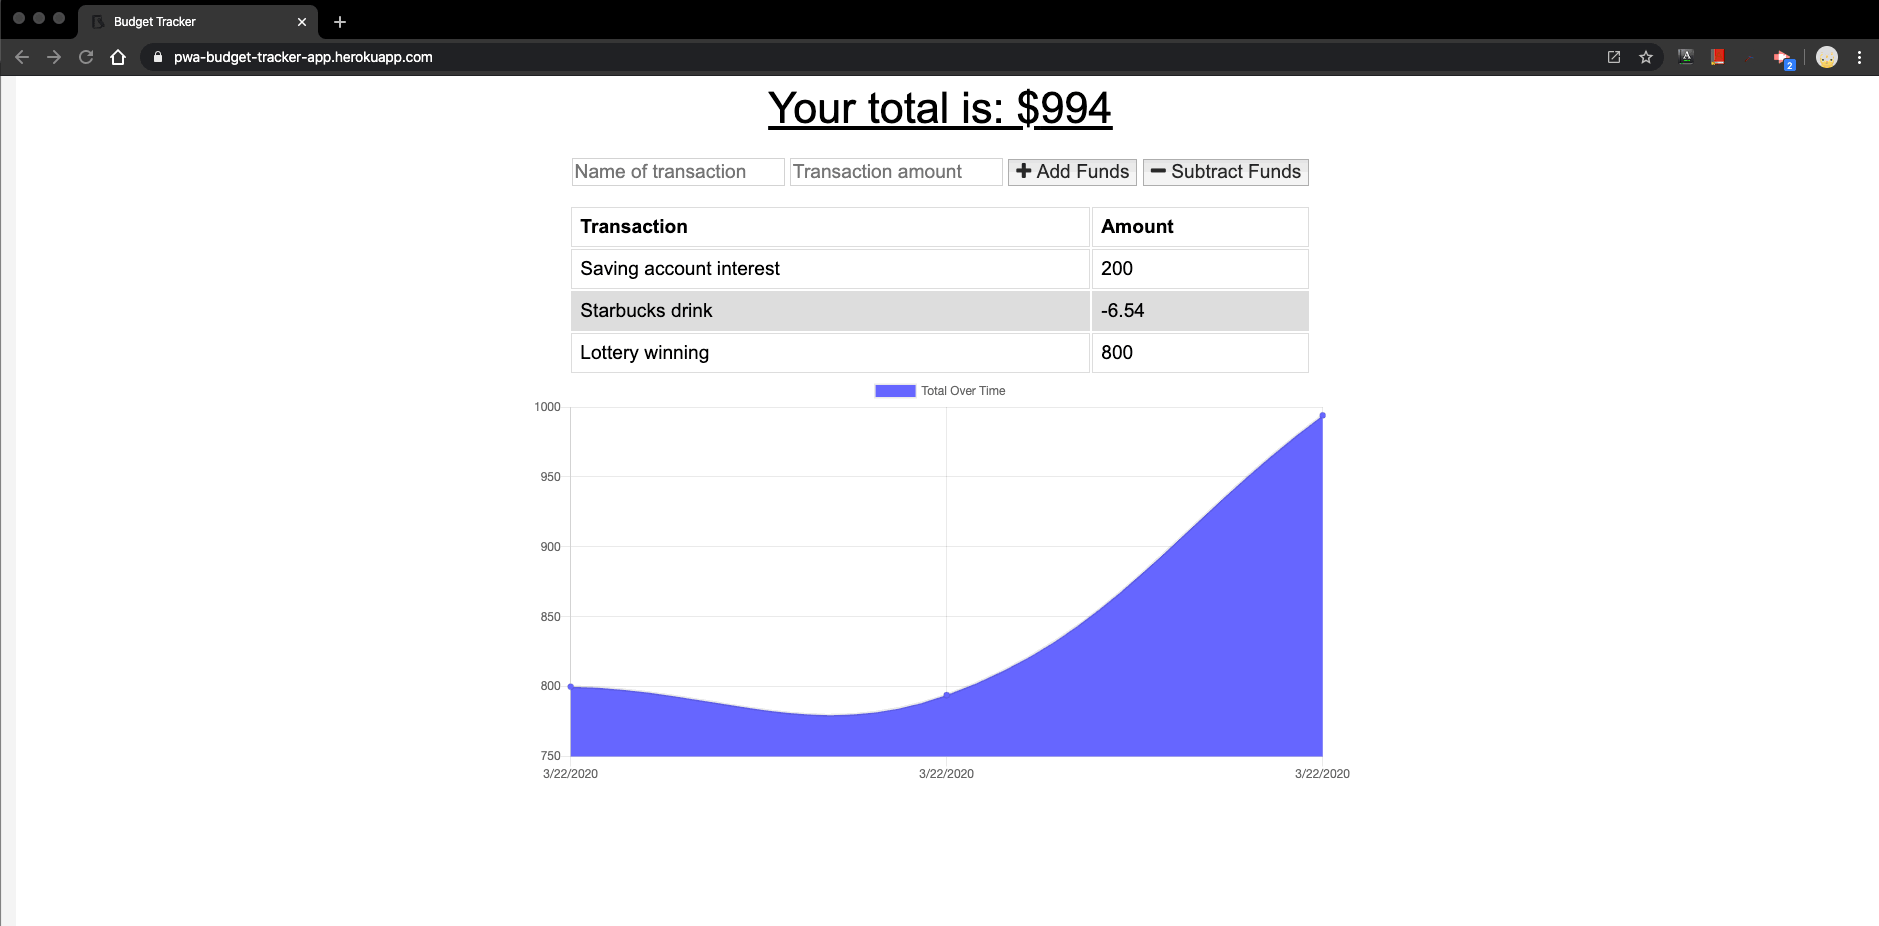 Budget Tracker
pwa-budget-tracker-app.herokuapp.com
2
Your total is: $994
Name of transaction Transaction amount Add Funds Subtract Funds
Transaction Amount
Saving account interest 200
Starbucks drink -6.54
Lottery winning 800
Total Over Time
1000
950
900
850
800
750
3/22/2020 3/22/2020 3/22/2020